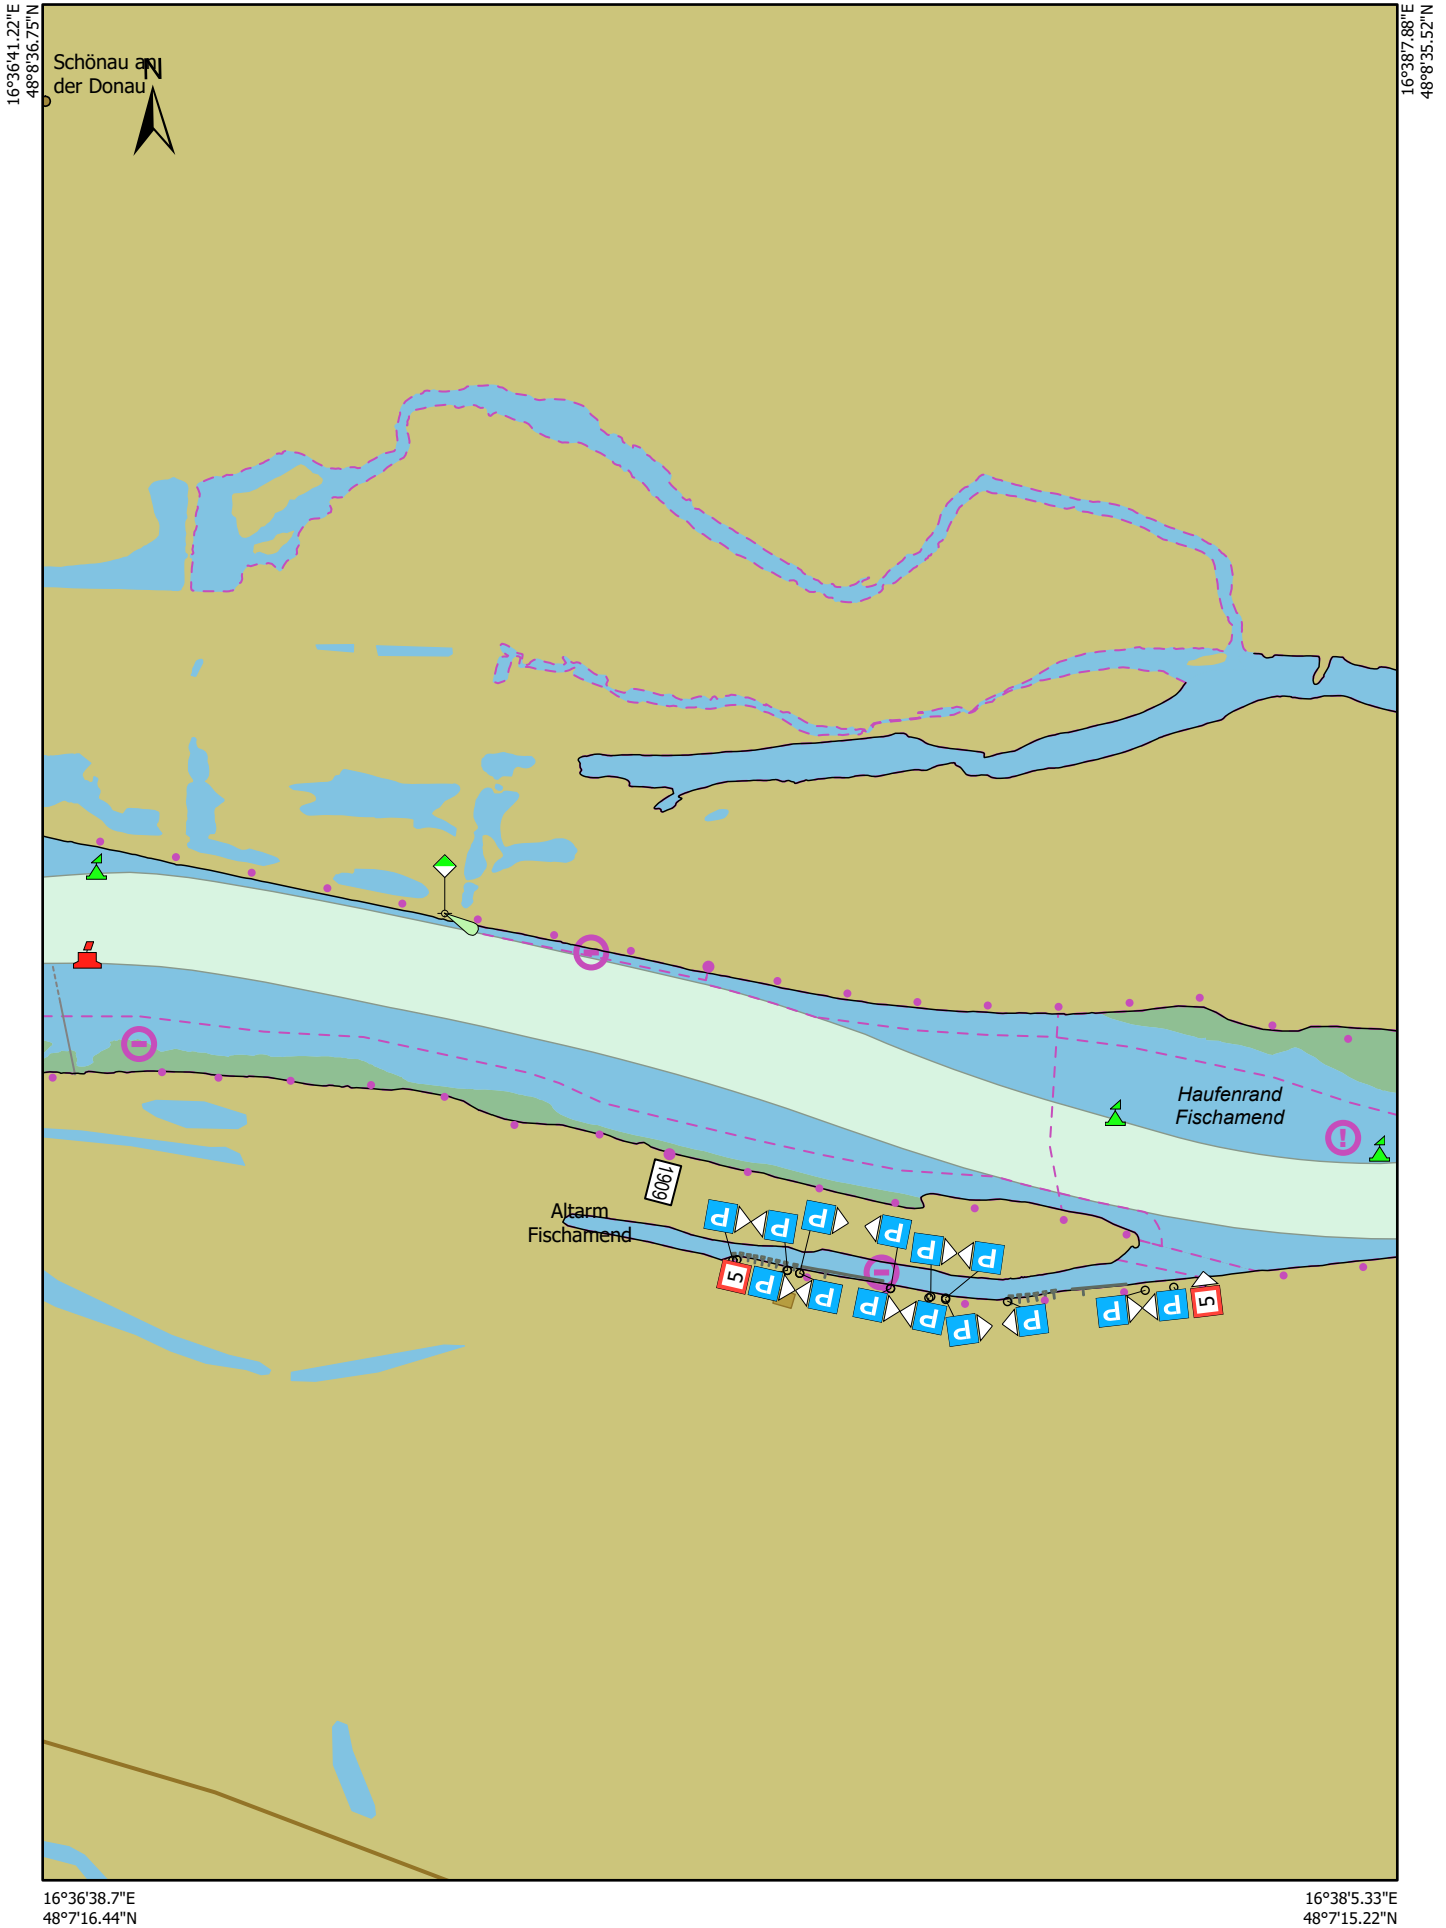 16°36'41.22"E
48°8'36.75"N
16°38'7.88"E
48°8'35.52"N
Schönau an
der Donau
N
Haufenrand
Fischamend
1909
Altarm
Fischamend
P
P
P
P
P
P
5
P
P
P
P
P
P
P
P
5
16°36'38.7"E
48°7'16.44"N
16°38'5.33"E
48°7'15.22"N